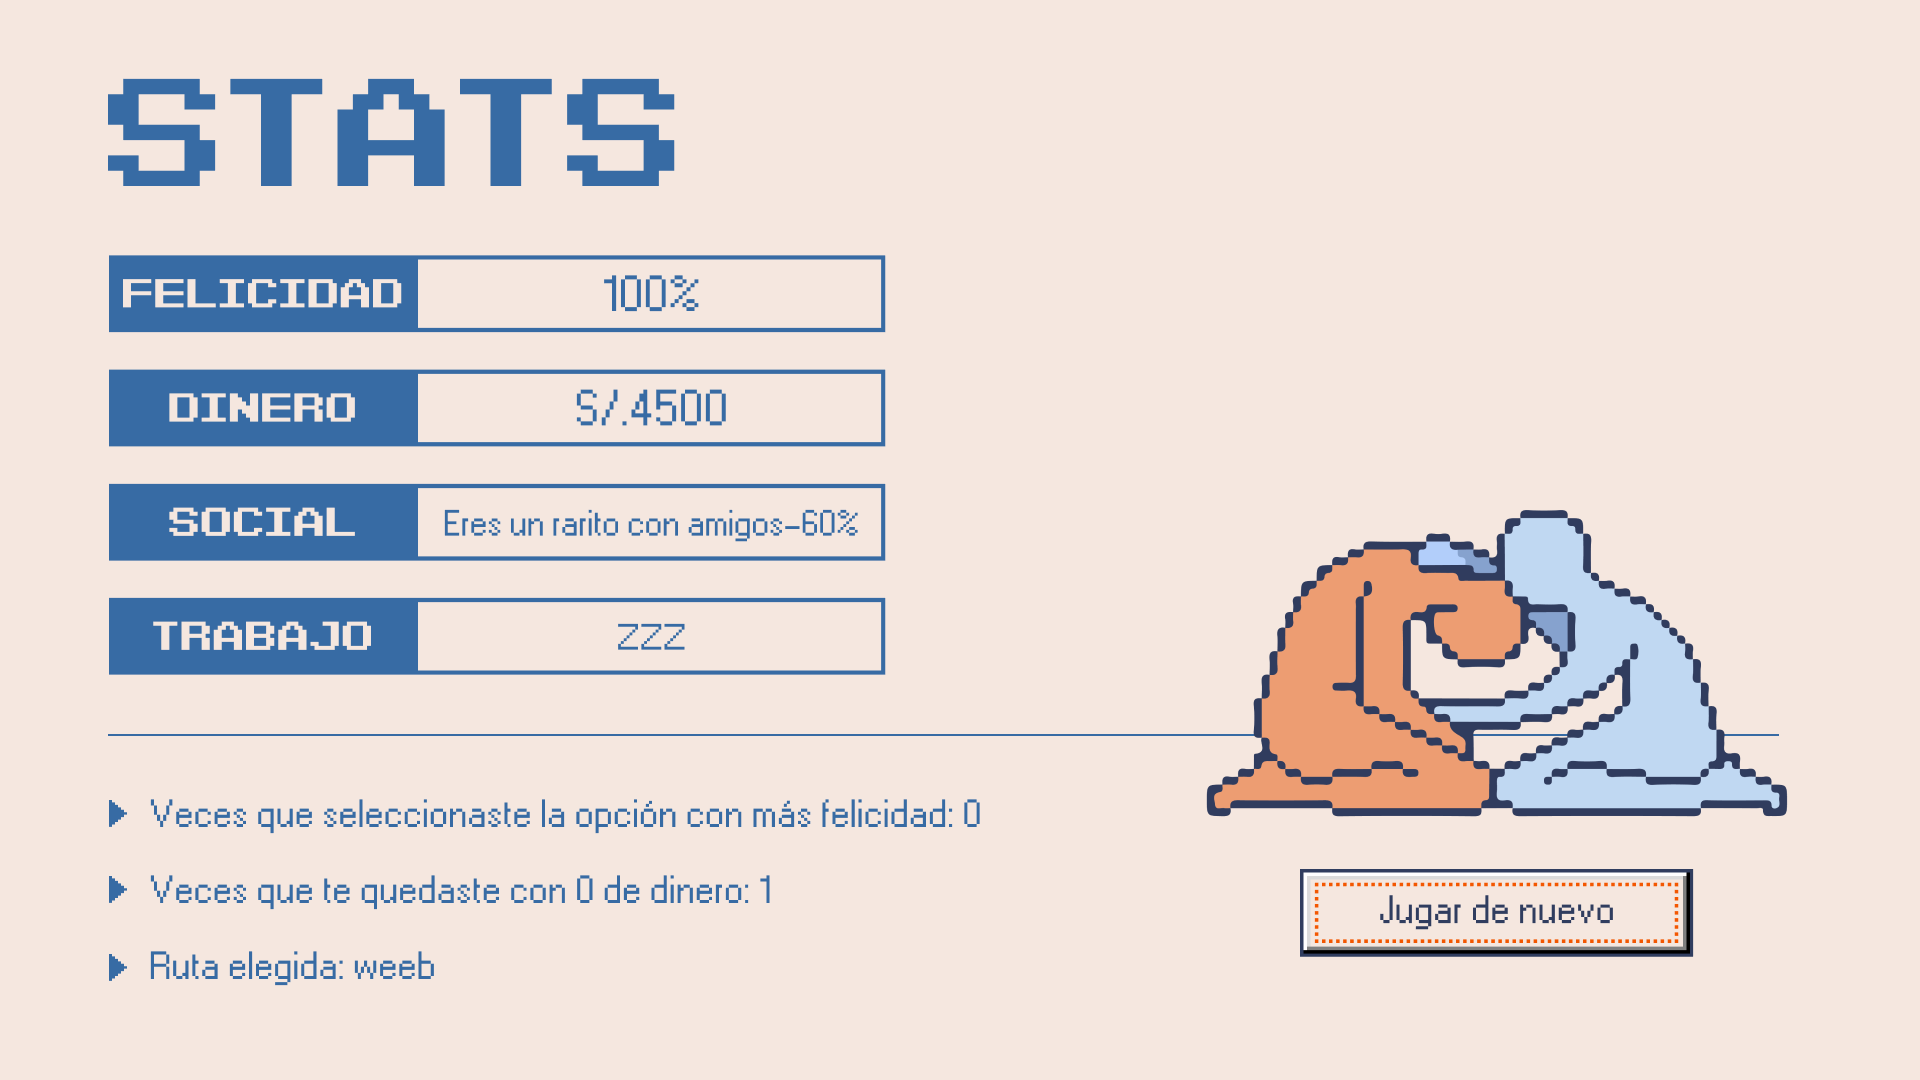 STATS
FELICIDAD 100%
DINERO S/.4500
SOCIAL Eres un rarito con amigos-60%
TRABAJO zzz
Veces que seleccionaste la opción con más felicidad: 0
Veces que te quedaste con 0 de dinero: 1
Ruta elegida: weeb
Jugar de nuevo